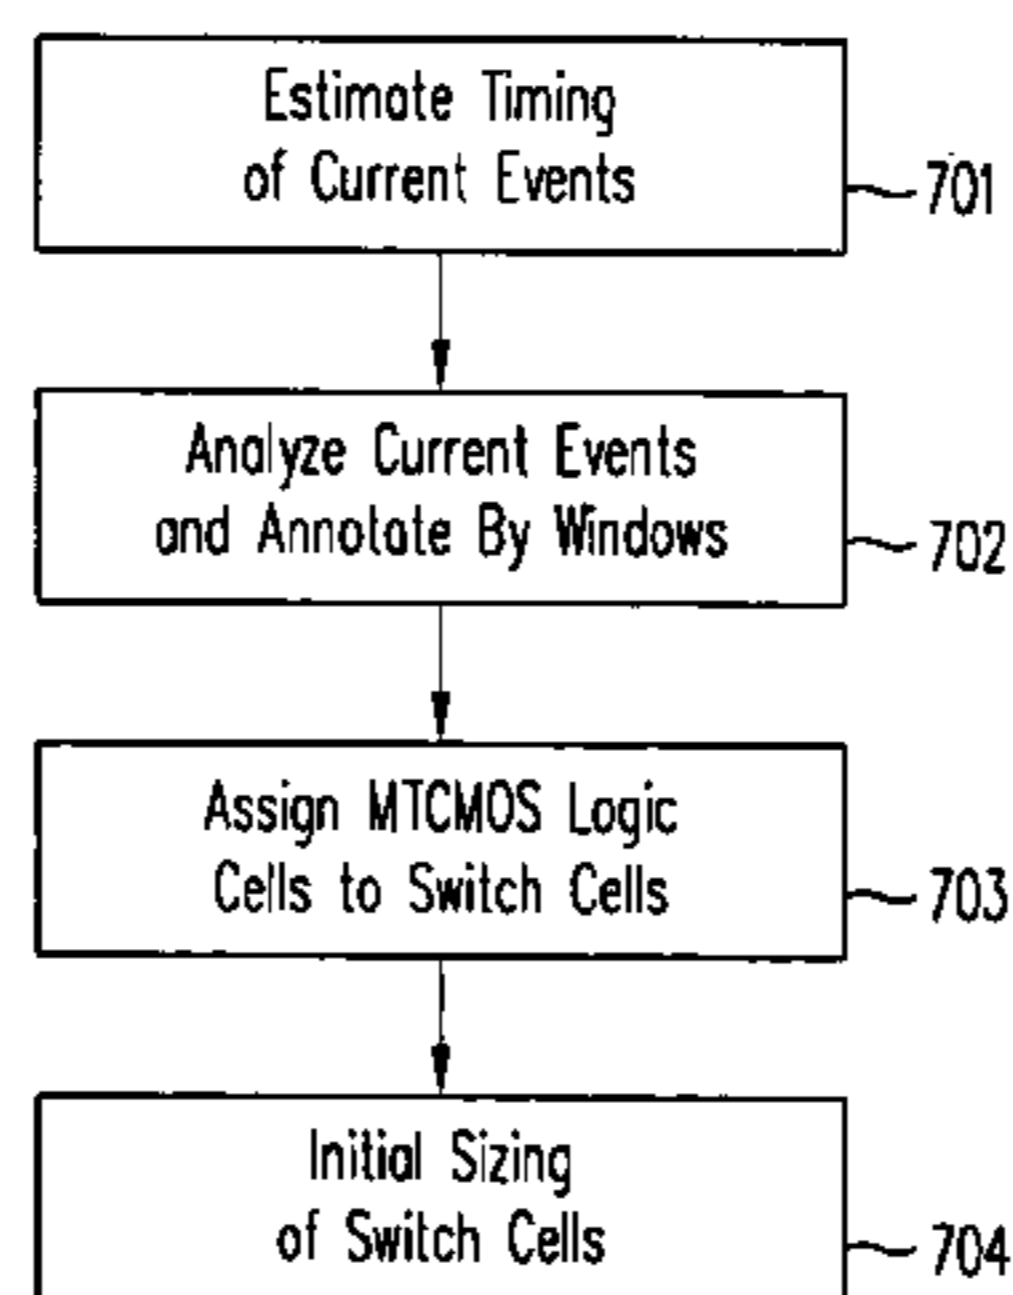 Estimate Timing
of Current Events
701
Analyze Current Events
and Annotate By Windows
702
Assign MTCMOS Logic
Cells to Switch Cells
703
Initial Sizing
of Switch Cells
704